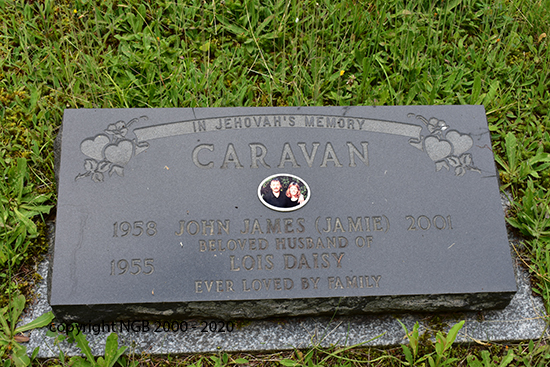 IN JEHOVAH'S MEMORY
CARAVAN
1958 JOHN JAMES (JAMIE) 2001
BELOVED HUSBAND OF
1955 LOIS DAISY
EVER LOVED BY FAMILY
copyright NGB 2000 - 2020